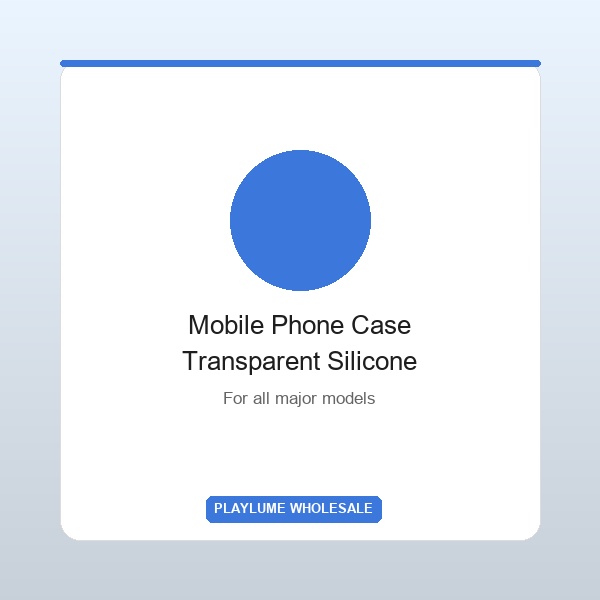 Mobile Phone Case
Transparent Silicone
For all major models
PLAYLUME WHOLESALE